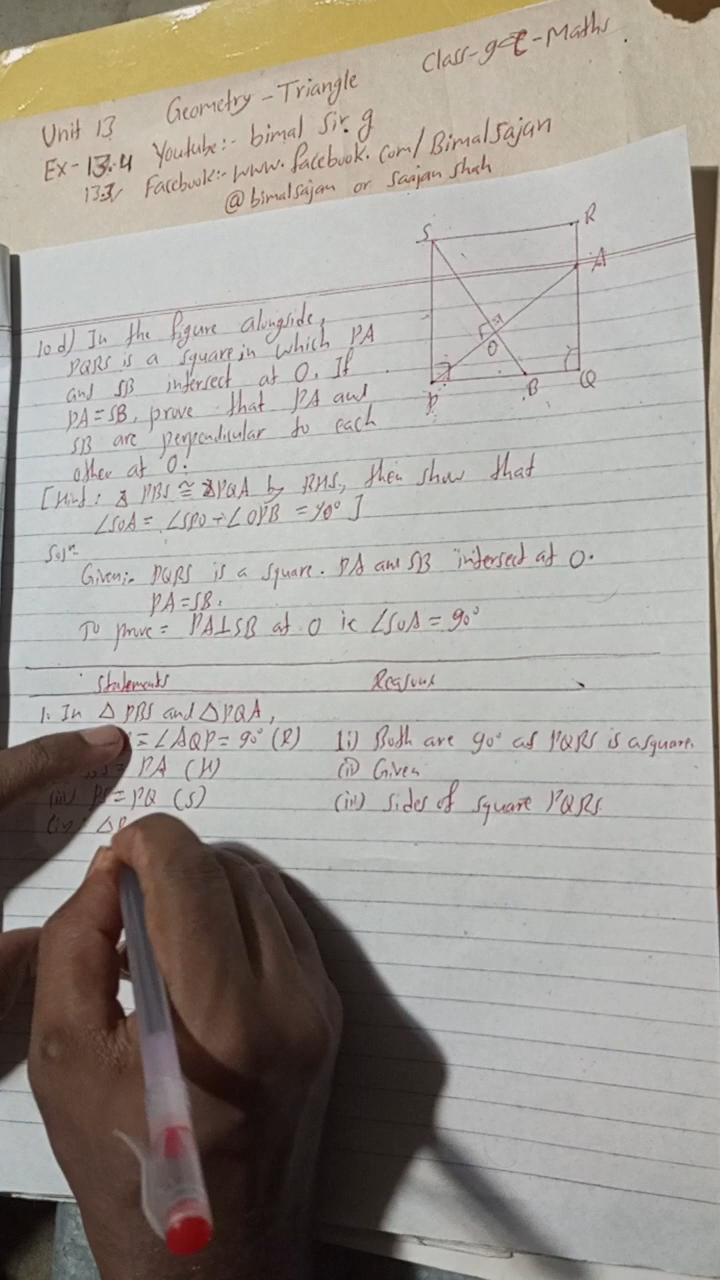 Unit 13 Geometry - Triangle Class-9 - Maths
Ex- 13.4 Youtube:- bimal Sir g
13.3 Facebook:- www.facebook.com/Bimalsajan
@bimalsajan or saajan shah
S
R
A
O
P
B
Q
10.d) In the figure alongside,
PQRS is a square in which PA
and SB intersect at O. If
PA = SB, prove that PA and
SB are perpendicular to each
other at O.
[Hint: Δ PBS ≅ ΔPQA by RHS, then show that
∠SOA = ∠SPO + ∠OPB = 90° ]
Solⁿ
Given:- PQRS is a square. PA and SB intersect at O.
PA = SB.
To prove = PA⊥SB at O ie ∠SOA = 90°
Statements Reasons
1. In Δ PBS and ΔPQA,
= ∠AQP = 90° (R) (i) Both are 90° as PQRS is a square.
= PA (H) (ii) Given
(iii) PS = PQ (S) (iii) Sides of square PQRS
(iv) Δ